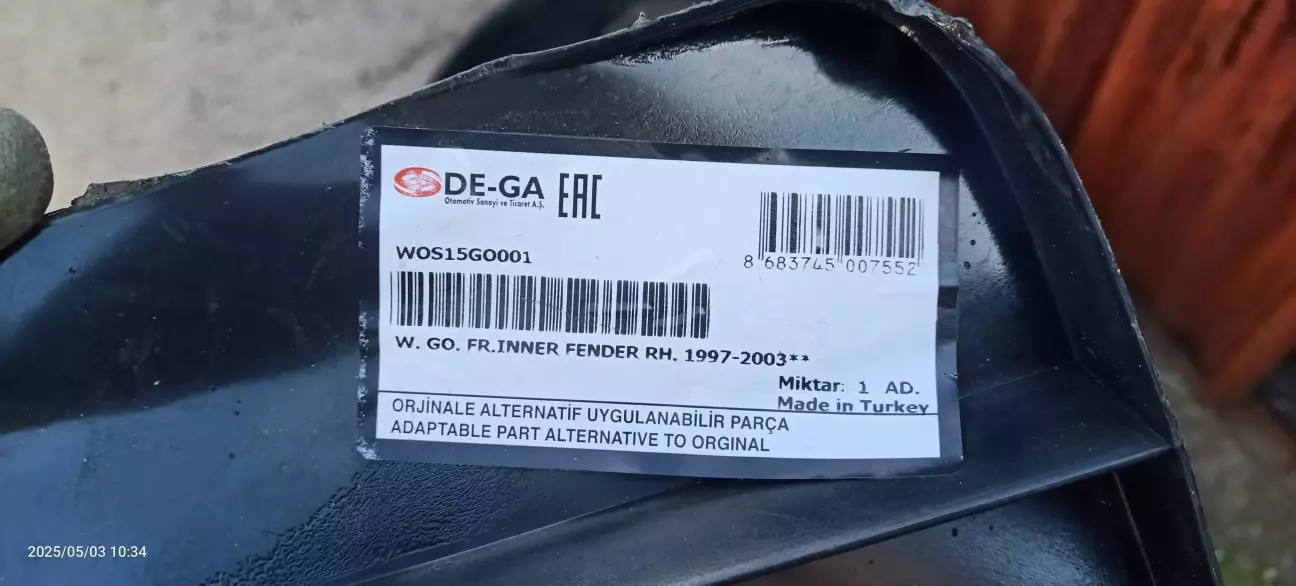 DE-GA EAC
Otomotiv Sanayi ve Ticaret A.Ş.
WOS15GO001
8 683745 007552
W. GO. FR.INNER FENDER RH. 1997-2003**
Miktar: 1 AD.
Made in Turkey
ORJİNALE ALTERNATİF UYGULANABİLİR PARÇA
ADAPTABLE PART ALTERNATIVE TO ORGINAL
2025/05/03 10:34